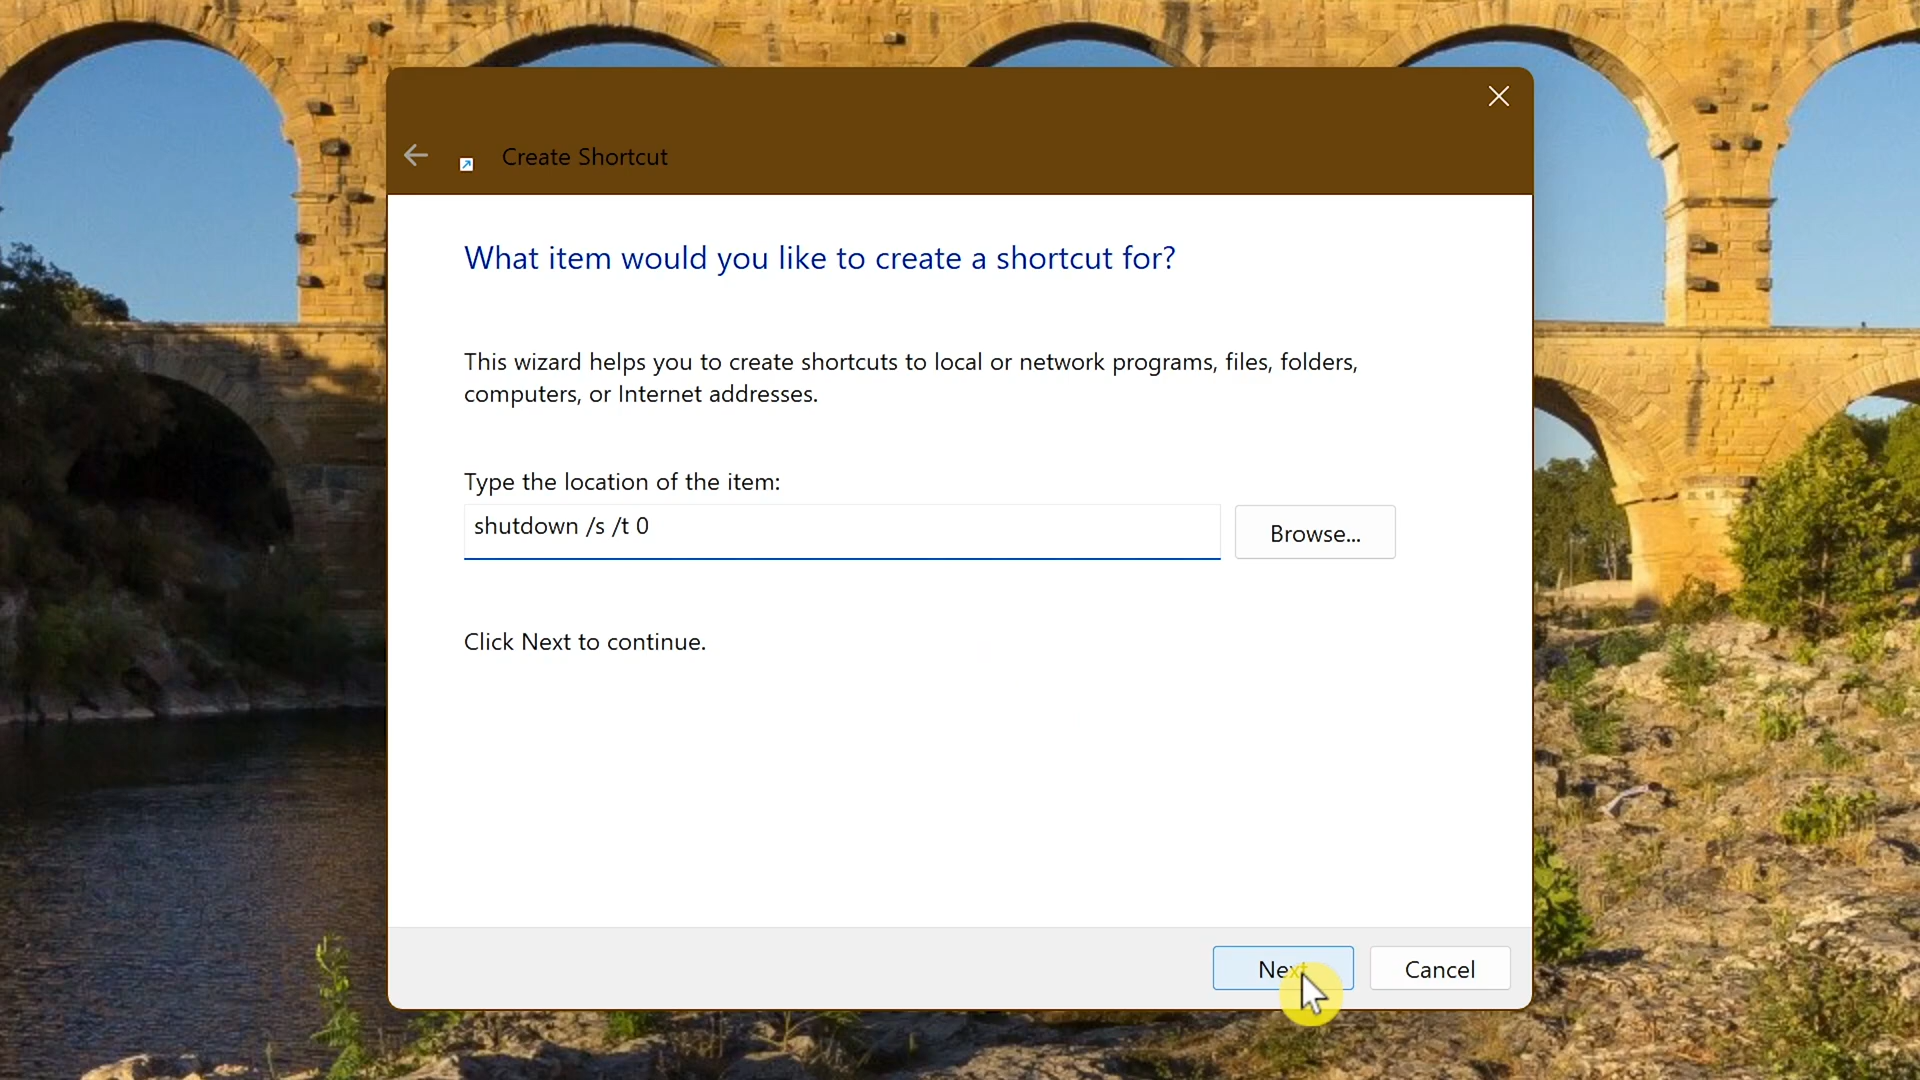 Create Shortcut
What item would you like to create a shortcut for?
This wizard helps you to create shortcuts to local or network programs, files, folders,
computers, or Internet addresses.
Type the location of the item:
shutdown /s /t 0
Browse...
Click Next to continue.
Next
Cancel